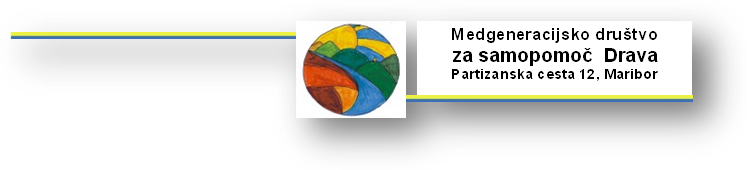 Medgeneracijsko društvo
za samopomoč Drava
Partizanska cesta 12, Maribor